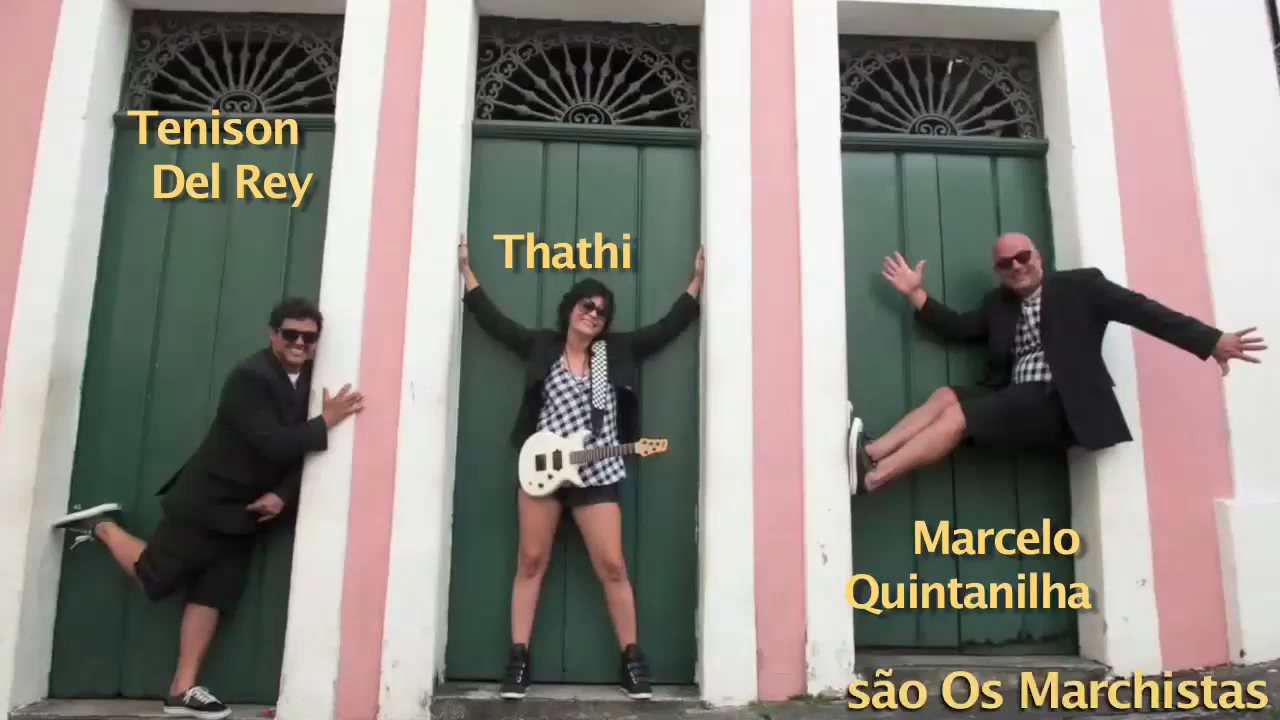 Tenison
Del Rey
Thathi
Marcelo
Quintanilha
são Os Marchistas